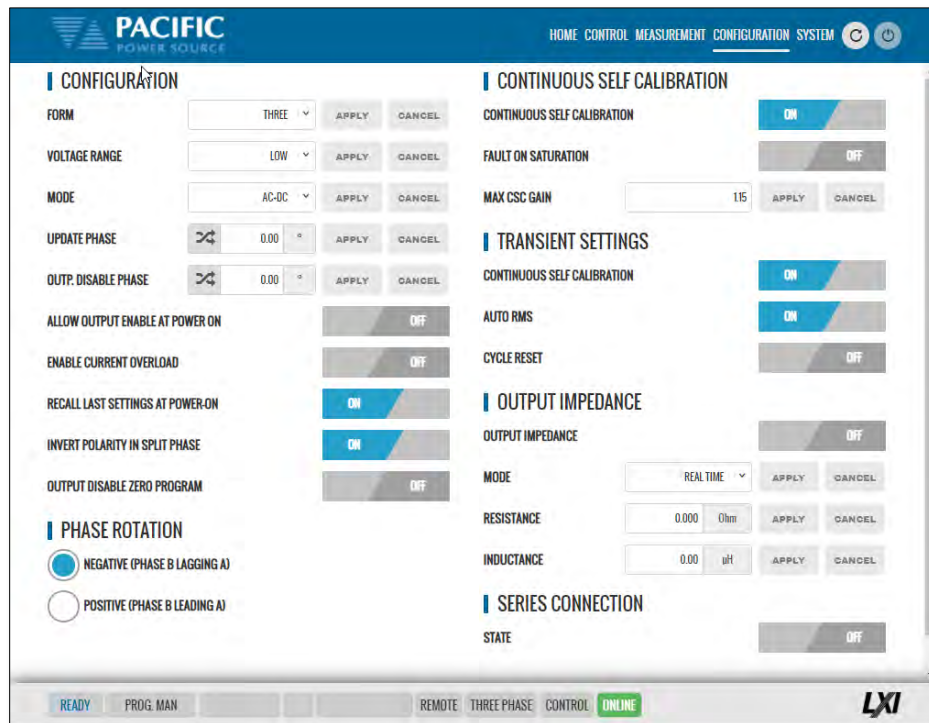 PACIFIC
POWER SOURCE
HOME CONTROL MEASUREMENT CONFIGURATION SYSTEM
CONFIGURATION
FORM THREE APPLY CANCEL
VOLTAGE RANGE LOW APPLY CANCEL
MODE AC-DC APPLY CANCEL
UPDATE PHASE 0.00 ° APPLY CANCEL
OUTP. DISABLE PHASE 0.00 ° APPLY CANCEL
ALLOW OUTPUT ENABLE AT POWER ON OFF
ENABLE CURRENT OVERLOAD OFF
RECALL LAST SETTINGS AT POWER-ON ON
INVERT POLARITY IN SPLIT PHASE ON
OUTPUT DISABLE ZERO PROGRAM OFF
PHASE ROTATION
NEGATIVE (PHASE B LAGGING A)
POSITIVE (PHASE B LEADING A)
CONTINUOUS SELF CALIBRATION
CONTINUOUS SELF CALIBRATION ON
FAULT ON SATURATION OFF
MAX CSC GAIN 1.15 APPLY CANCEL
TRANSIENT SETTINGS
CONTINUOUS SELF CALIBRATION ON
AUTO RMS ON
CYCLE RESET OFF
OUTPUT IMPEDANCE
OUTPUT IMPEDANCE OFF
MODE REAL TIME APPLY CANCEL
RESISTANCE 0.000 Ohm APPLY CANCEL
INDUCTANCE 0.00 µH APPLY CANCEL
SERIES CONNECTION
STATE OFF
READY PROG. MAN REMOTE THREE PHASE CONTROL ONLINE LXI